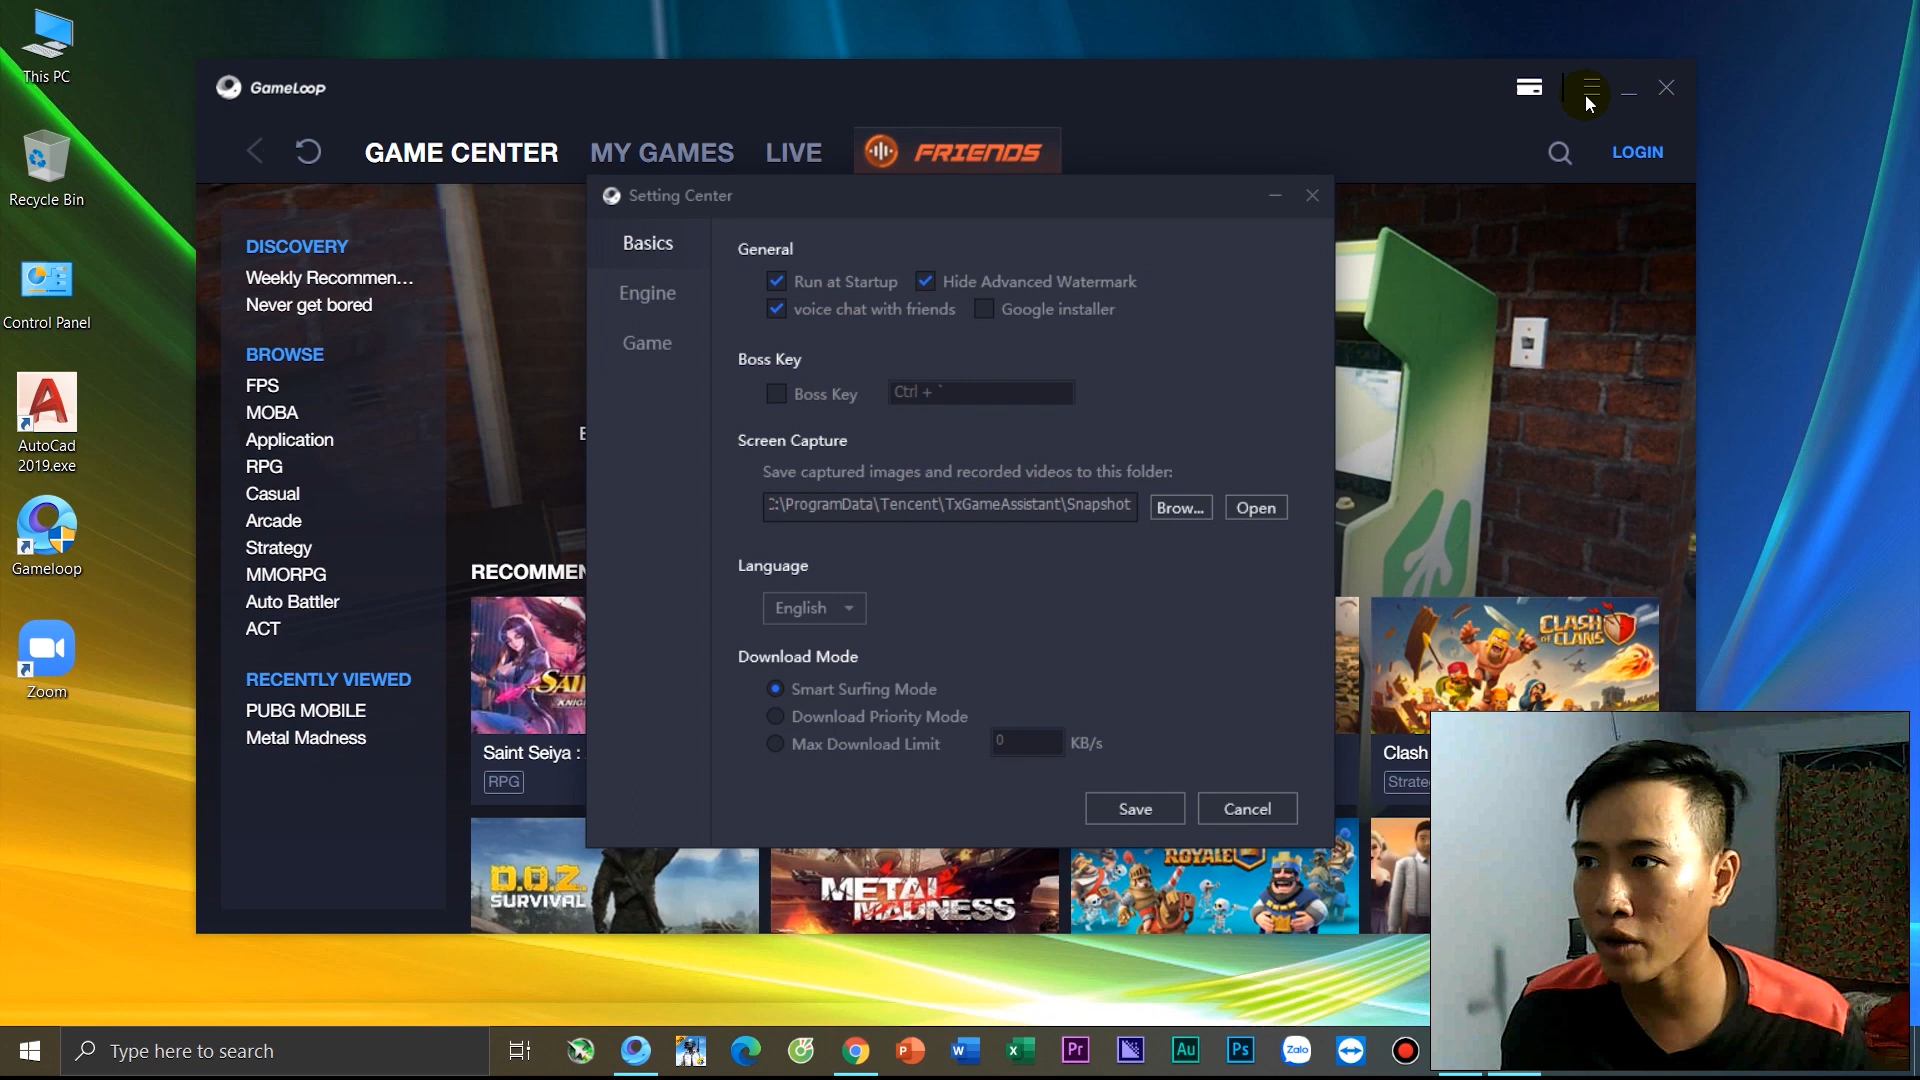 This PC
Recycle Bin
Control Panel
AutoCad
2019.exe
Gameloop
Zoom
GameLoop
GAME CENTER
MY GAMES
LIVE
FRIENDS
LOGIN
DISCOVERY
Weekly Recommen...
Never get bored
BROWSE
FPS
MOBA
Application
RPG
Casual
Arcade
Strategy
MMORPG
Auto Battler
ACT
RECENTLY VIEWED
PUBG MOBILE
Metal Madness
Setting Center
Basics
Engine
Game
General
Run at Startup
Hide Advanced Watermark
voice chat with friends
Google installer
Boss Key
Boss Key
Ctrl + `
Screen Capture
Save captured images and recorded videos to this folder:
:\ProgramData\Tencent\TxGameAssistant\Snapshot
Brow...
Open
Language
English
Download Mode
Smart Surfing Mode
Download Priority Mode
Max Download Limit
0
KB/s
Save
Cancel
RECOMMEN
Saint Seiya :
RPG
CLASH
OF CLANS
Clash
Strate
D.O.Z.
SURVIVAL
METAL
MADNESS
ROYALE
Type here to search
P
W
X
Pr
Au
Ps
Zalo